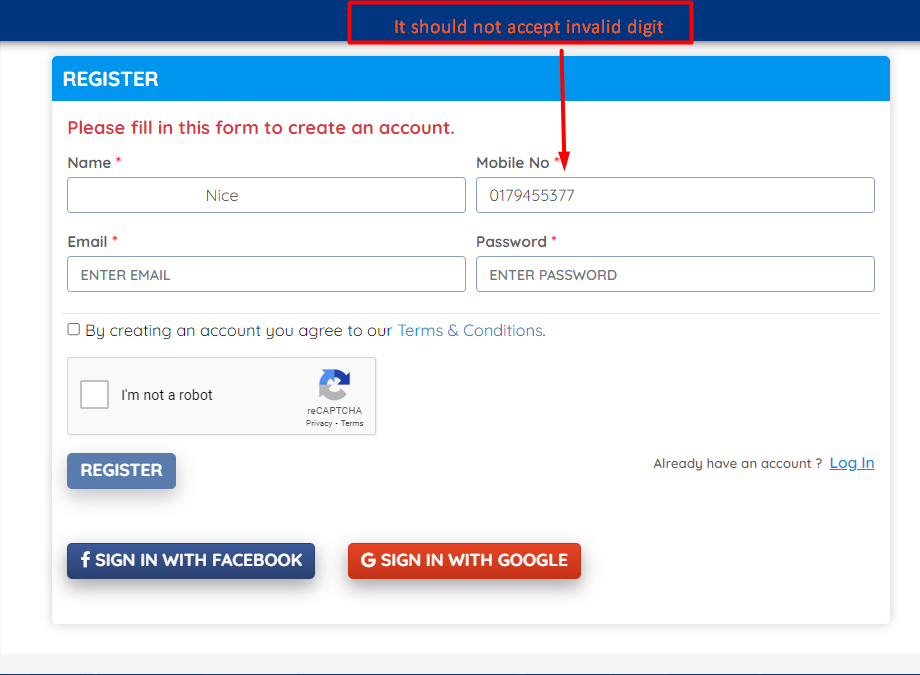 It should not accept invalid digit
REGISTER
Please fill in this form to create an account.
Name * Mobile No *
Nice 0179455377
Email * Password *
ENTER EMAIL ENTER PASSWORD
By creating an account you agree to our Terms & Conditions.
I'm not a robot
reCAPTCHA
Privacy - Terms
REGISTER
Already have an account ? Log In
f SIGN IN WITH FACEBOOK G SIGN IN WITH GOOGLE